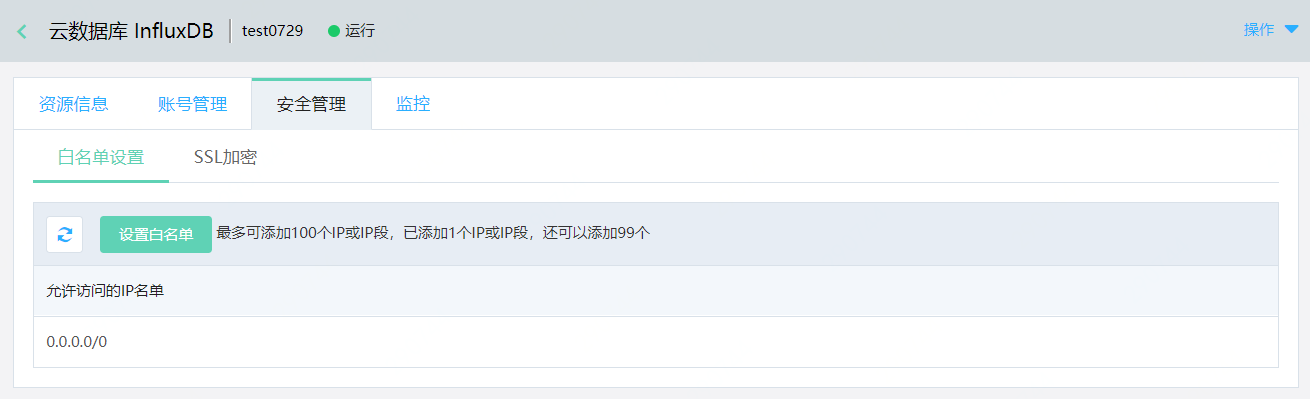 云数据库 InfluxDB test0729 运行 操作
资源信息 账号管理 安全管理 监控
白名单设置 SSL加密
设置白名单 最多可添加100个IP或IP段，已添加1个IP或IP段，还可以添加99个
允许访问的IP名单
0.0.0.0/0